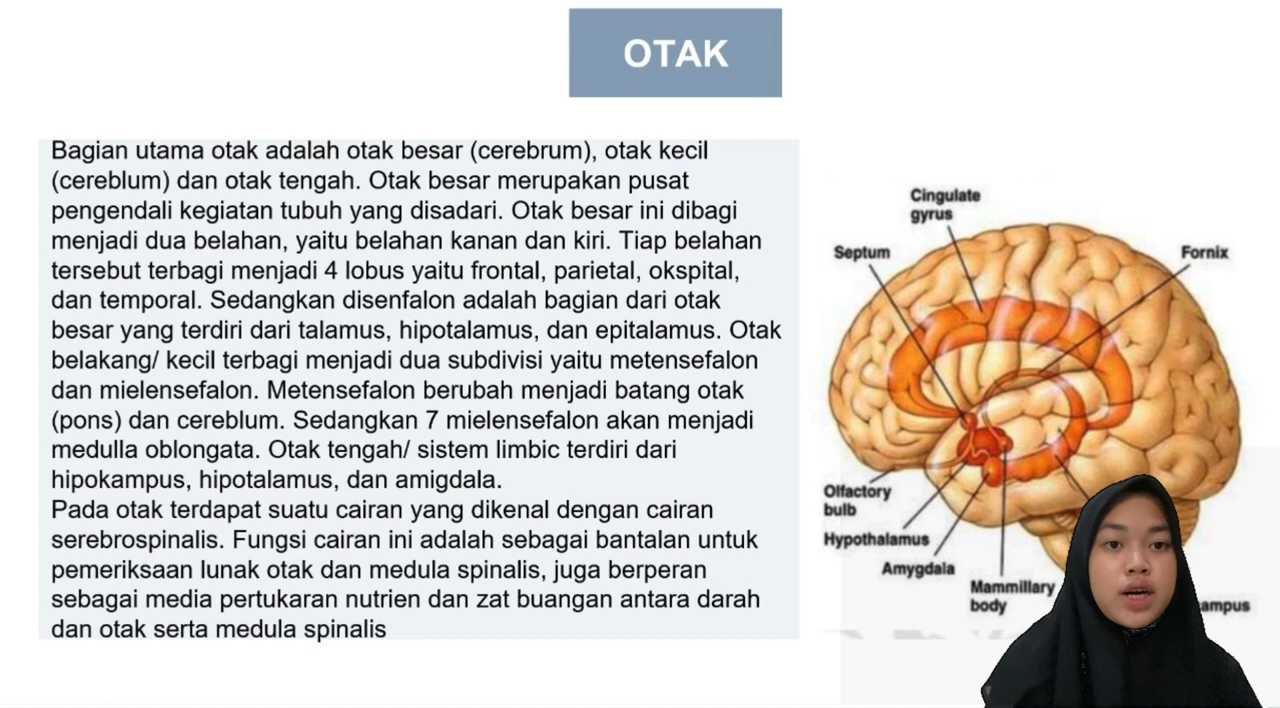 OTAK
Bagian utama otak adalah otak besar (cerebrum), otak kecil
(cereblum) dan otak tengah. Otak besar merupakan pusat
pengendali kegiatan tubuh yang disadari. Otak besar ini dibagi
menjadi dua belahan, yaitu belahan kanan dan kiri. Tiap belahan
tersebut terbagi menjadi 4 lobus yaitu frontal, parietal, okspital,
dan temporal. Sedangkan disenfalon adalah bagian dari otak
besar yang terdiri dari talamus, hipotalamus, dan epitalamus. Otak
belakang/ kecil terbagi menjadi dua subdivisi yaitu metensefalon
dan mielensefalon. Metensefalon berubah menjadi batang otak
(pons) dan cereblum. Sedangkan 7 mielensefalon akan menjadi
medulla oblongata. Otak tengah/ sistem limbic terdiri dari
hipokampus, hipotalamus, dan amigdala.
Pada otak terdapat suatu cairan yang dikenal dengan cairan
serebrospinalis. Fungsi cairan ini adalah sebagai bantalan untuk
pemeriksaan lunak otak dan medula spinalis, juga berperan
sebagai media pertukaran nutrien dan zat buangan antara darah
dan otak serta medula spinalis
Cingulate
gyrus
Septum
Fornix
Olfactory
bulb
Hypothalamus
Amygdala
Mammillary
body
ampus